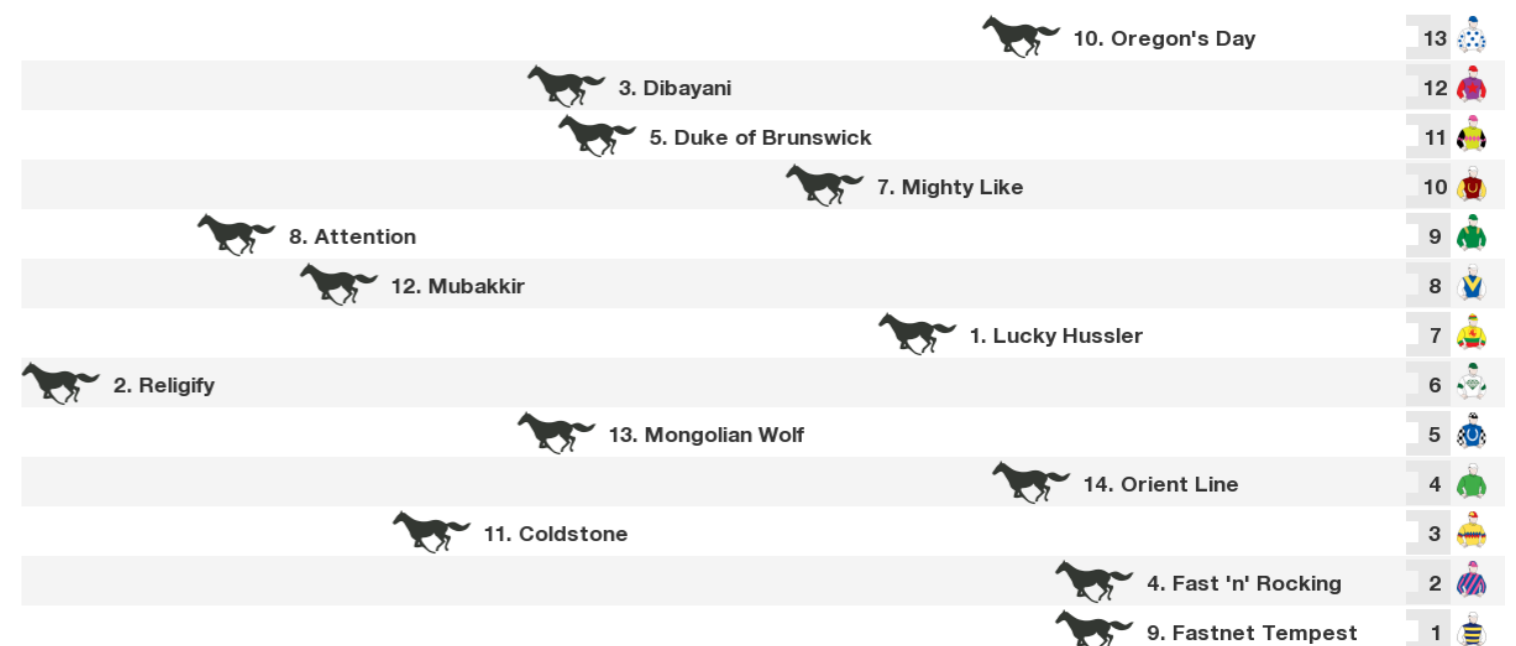 10. Oregon's Day 13
3. Dibayani 12
5. Duke of Brunswick 11
7. Mighty Like 10
8. Attention 9
12. Mubakkir 8
1. Lucky Hussler 7
2. Religify 6
13. Mongolian Wolf 5
14. Orient Line 4
11. Coldstone 3
4. Fast 'n' Rocking 2
9. Fastnet Tempest 1